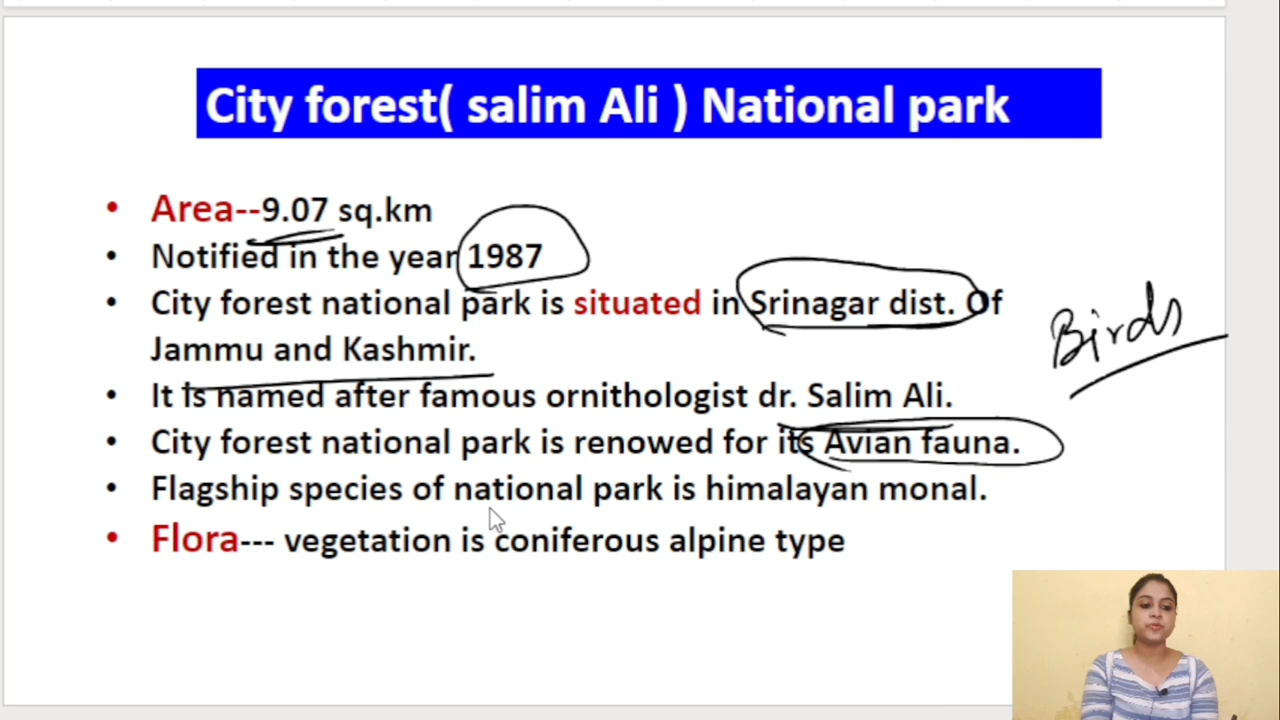 City forest( salim Ali ) National park
• Area--9.07 sq.km
• Notified in the year 1987
• City forest national park is situated in Srinagar dist. Of
Jammu and Kashmir.
• It is named after famous ornithologist dr. Salim Ali.
• City forest national park is renowed for its Avian fauna.
• Flagship species of national park is himalayan monal.
• Flora--- vegetation is coniferous alpine type
Birds